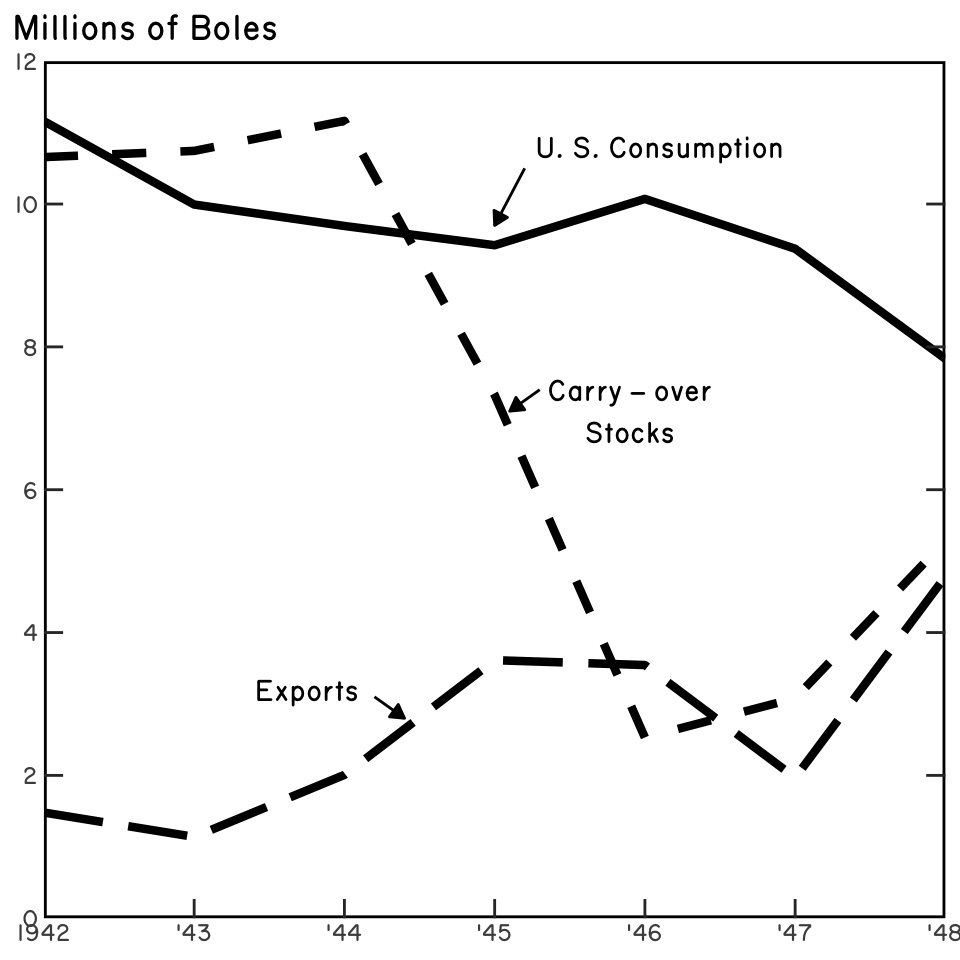 Millions of Boles
12
U. S. Consumption
10
8
Carry – over
Stocks
6
4
Exports
2
0
1942 '43 '44 '45 '46 '47 '48